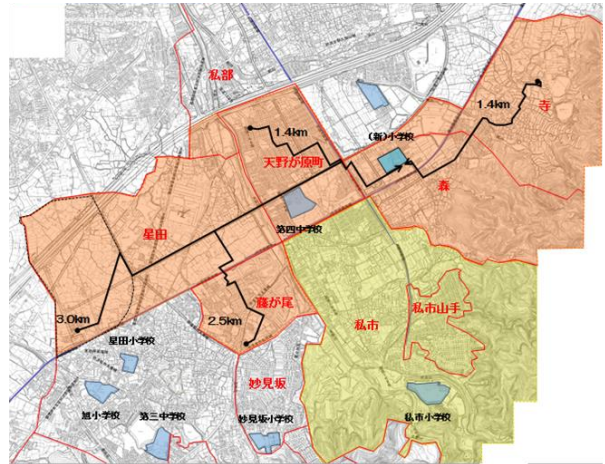 私部
1.4km
(新)小学校
1.4km
寺
天野が原町
森
星田
第四中学校
藤が尾
私市
私市山手
3.0km
2.5km
星田小学校
妙見坂
旭小学校
第三中学校
妙見坂小学校
私市小学校